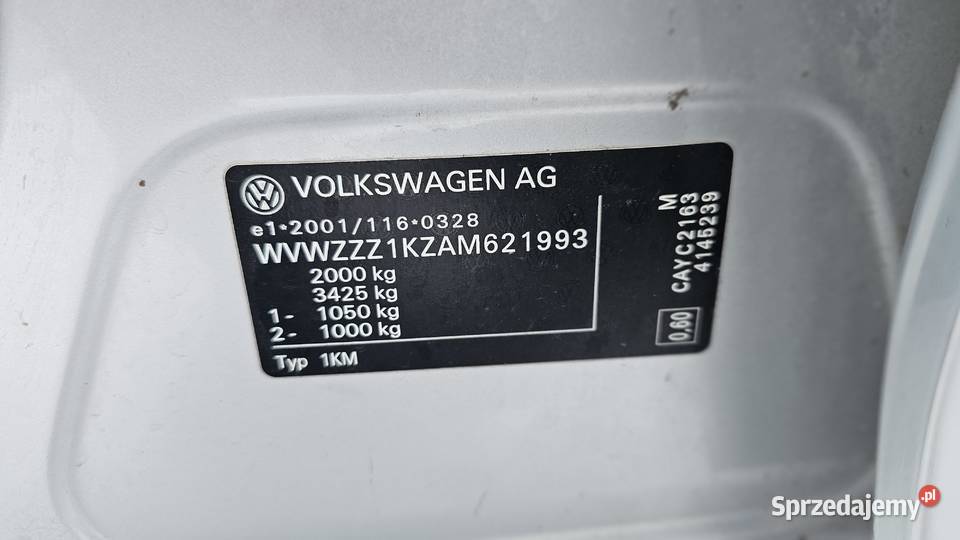 VOLKSWAGEN AG
e1*2001/116*0328
WVWZZZ1KZAM621993
2000 kg
3425 kg
1- 1050 kg
2- 1000 kg
Typ 1KM
M
CAYC2163
4145239
0,60
Sprzedajemy.pl